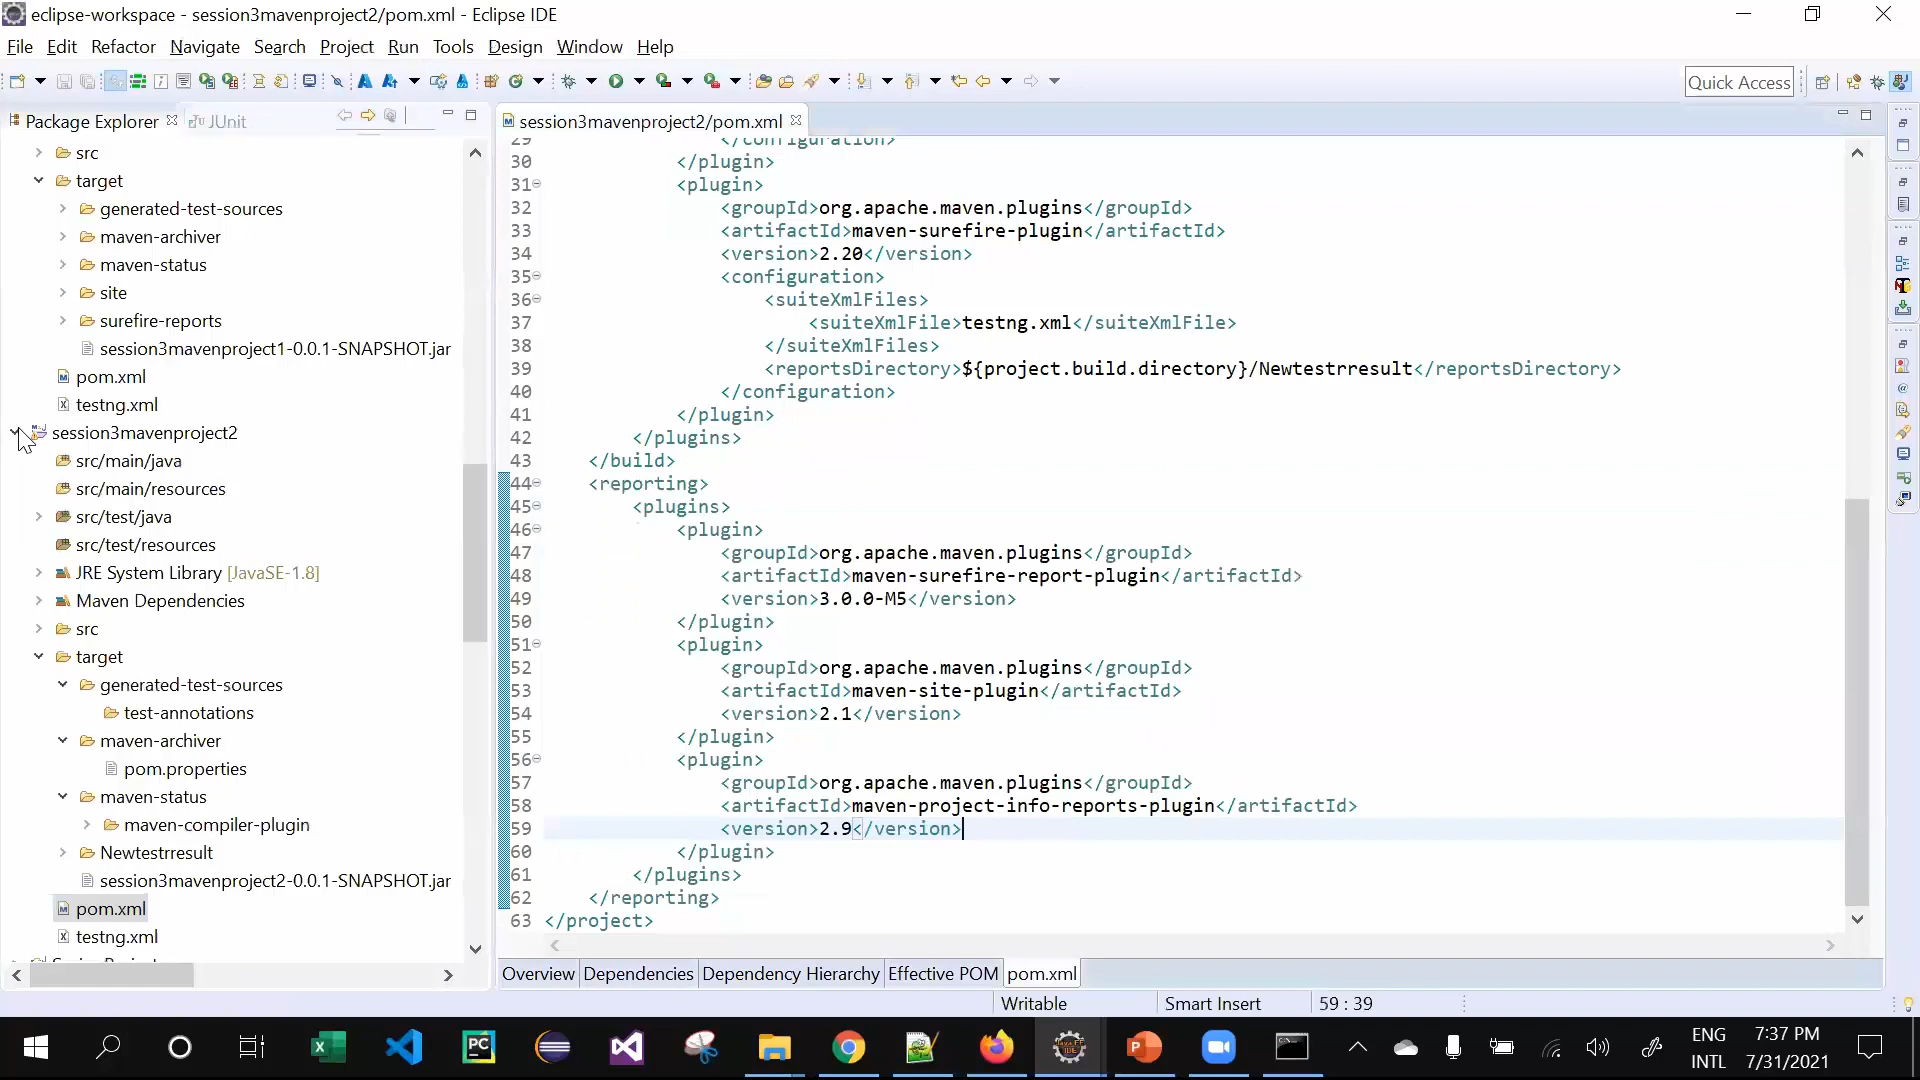 eclipse-workspace - session3mavenproject2/pom.xml - Eclipse IDE
File Edit Refactor Navigate Search Project Run Tools Design Window Help
Quick Access
Package Explorer JUnit
src
target
generated-test-sources
maven-archiver
maven-status
site
surefire-reports
session3mavenproject1-0.0.1-SNAPSHOT.jar
pom.xml
testng.xml
session3mavenproject2
src/main/java
src/main/resources
src/test/java
src/test/resources
JRE System Library [JavaSE-1.8]
Maven Dependencies
src
target
generated-test-sources
test-annotations
maven-archiver
pom.properties
maven-status
maven-compiler-plugin
Newtestrresult
session3mavenproject2-0.0.1-SNAPSHOT.jar
pom.xml
testng.xml
session3mavenproject2/pom.xml
29 </configuration>
30 </plugin>
31 <plugin>
32 <groupId>org.apache.maven.plugins</groupId>
33 <artifactId>maven-surefire-plugin</artifactId>
34 <version>2.20</version>
35 <configuration>
36 <suiteXmlFiles>
37 <suiteXmlFile>testng.xml</suiteXmlFile>
38 </suiteXmlFiles>
39 <reportsDirectory>${project.build.directory}/Newtestrresult</reportsDirectory>
40 </configuration>
41 </plugin>
42 </plugins>
43 </build>
44 <reporting>
45 <plugins>
46 <plugin>
47 <groupId>org.apache.maven.plugins</groupId>
48 <artifactId>maven-surefire-report-plugin</artifactId>
49 <version>3.0.0-M5</version>
50 </plugin>
51 <plugin>
52 <groupId>org.apache.maven.plugins</groupId>
53 <artifactId>maven-site-plugin</artifactId>
54 <version>2.1</version>
55 </plugin>
56 <plugin>
57 <groupId>org.apache.maven.plugins</groupId>
58 <artifactId>maven-project-info-reports-plugin</artifactId>
59 <version>2.9</version>
60 </plugin>
61 </plugins>
62 </reporting>
63 </project>
Overview Dependencies Dependency Hierarchy Effective POM pom.xml
Writable Smart Insert 59 : 39
ENG 7:37 PM
INTL 7/31/2021